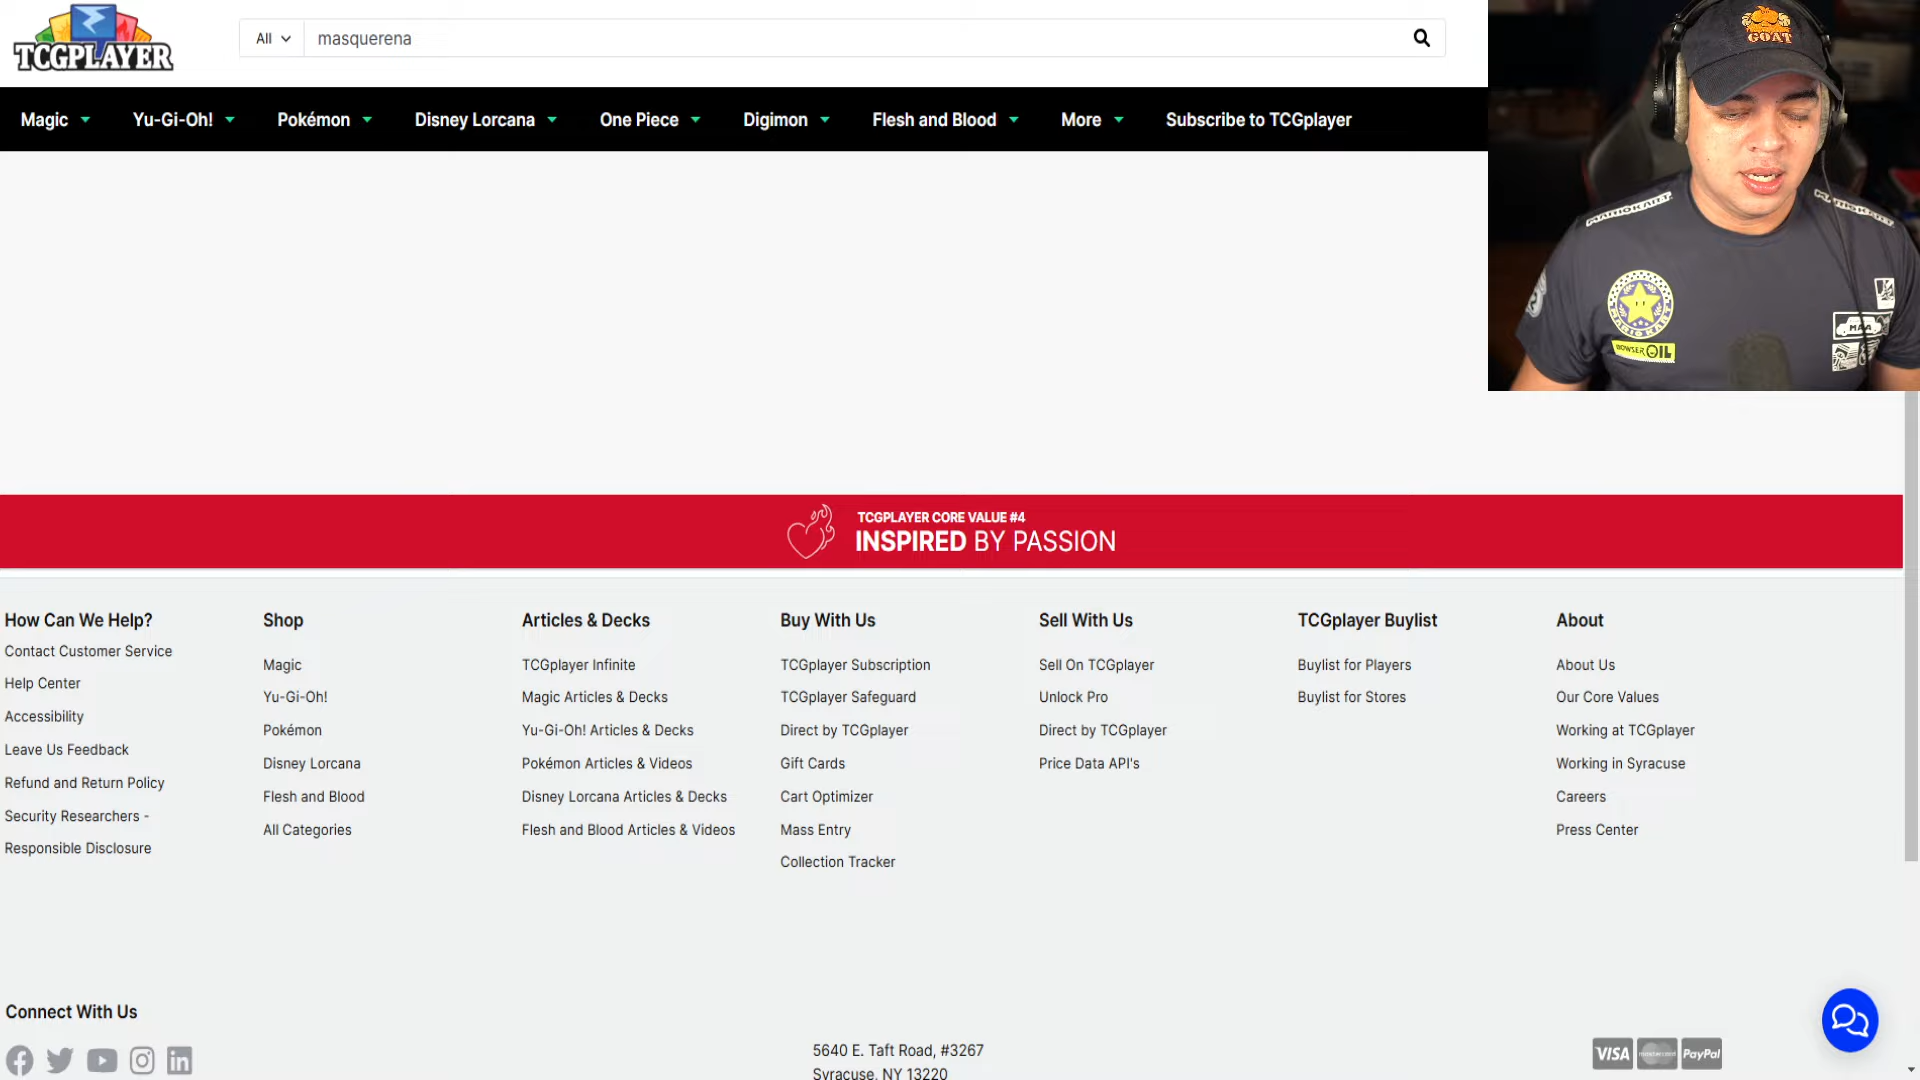 TCGPLAYER
All
masquerena
GOAT
Magic
Yu-Gi-Oh!
Pokémon
Disney Lorcana
One Piece
Digimon
Flesh and Blood
More
Subscribe to TCGplayer
MARIO KART
MARIO KART
MARIO KART
BOWSER OIL
TCGPLAYER CORE VALUE #4
INSPIRED BY PASSION
How Can We Help?
Contact Customer Service
Help Center
Accessibility
Leave Us Feedback
Refund and Return Policy
Security Researchers -
Responsible Disclosure
Shop
Magic
Yu-Gi-Oh!
Pokémon
Disney Lorcana
Flesh and Blood
All Categories
Articles & Decks
TCGplayer Infinite
Magic Articles & Decks
Yu-Gi-Oh! Articles & Decks
Pokémon Articles & Videos
Disney Lorcana Articles & Decks
Flesh and Blood Articles & Videos
Buy With Us
TCGplayer Subscription
TCGplayer Safeguard
Direct by TCGplayer
Gift Cards
Cart Optimizer
Mass Entry
Collection Tracker
Sell With Us
Sell On TCGplayer
Unlock Pro
Direct by TCGplayer
Price Data API's
TCGplayer Buylist
Buylist for Players
Buylist for Stores
About
About Us
Our Core Values
Working at TCGplayer
Working in Syracuse
Careers
Press Center
Connect With Us
5640 E. Taft Road, #3267
Syracuse, NY 13220
VISA
PayPal